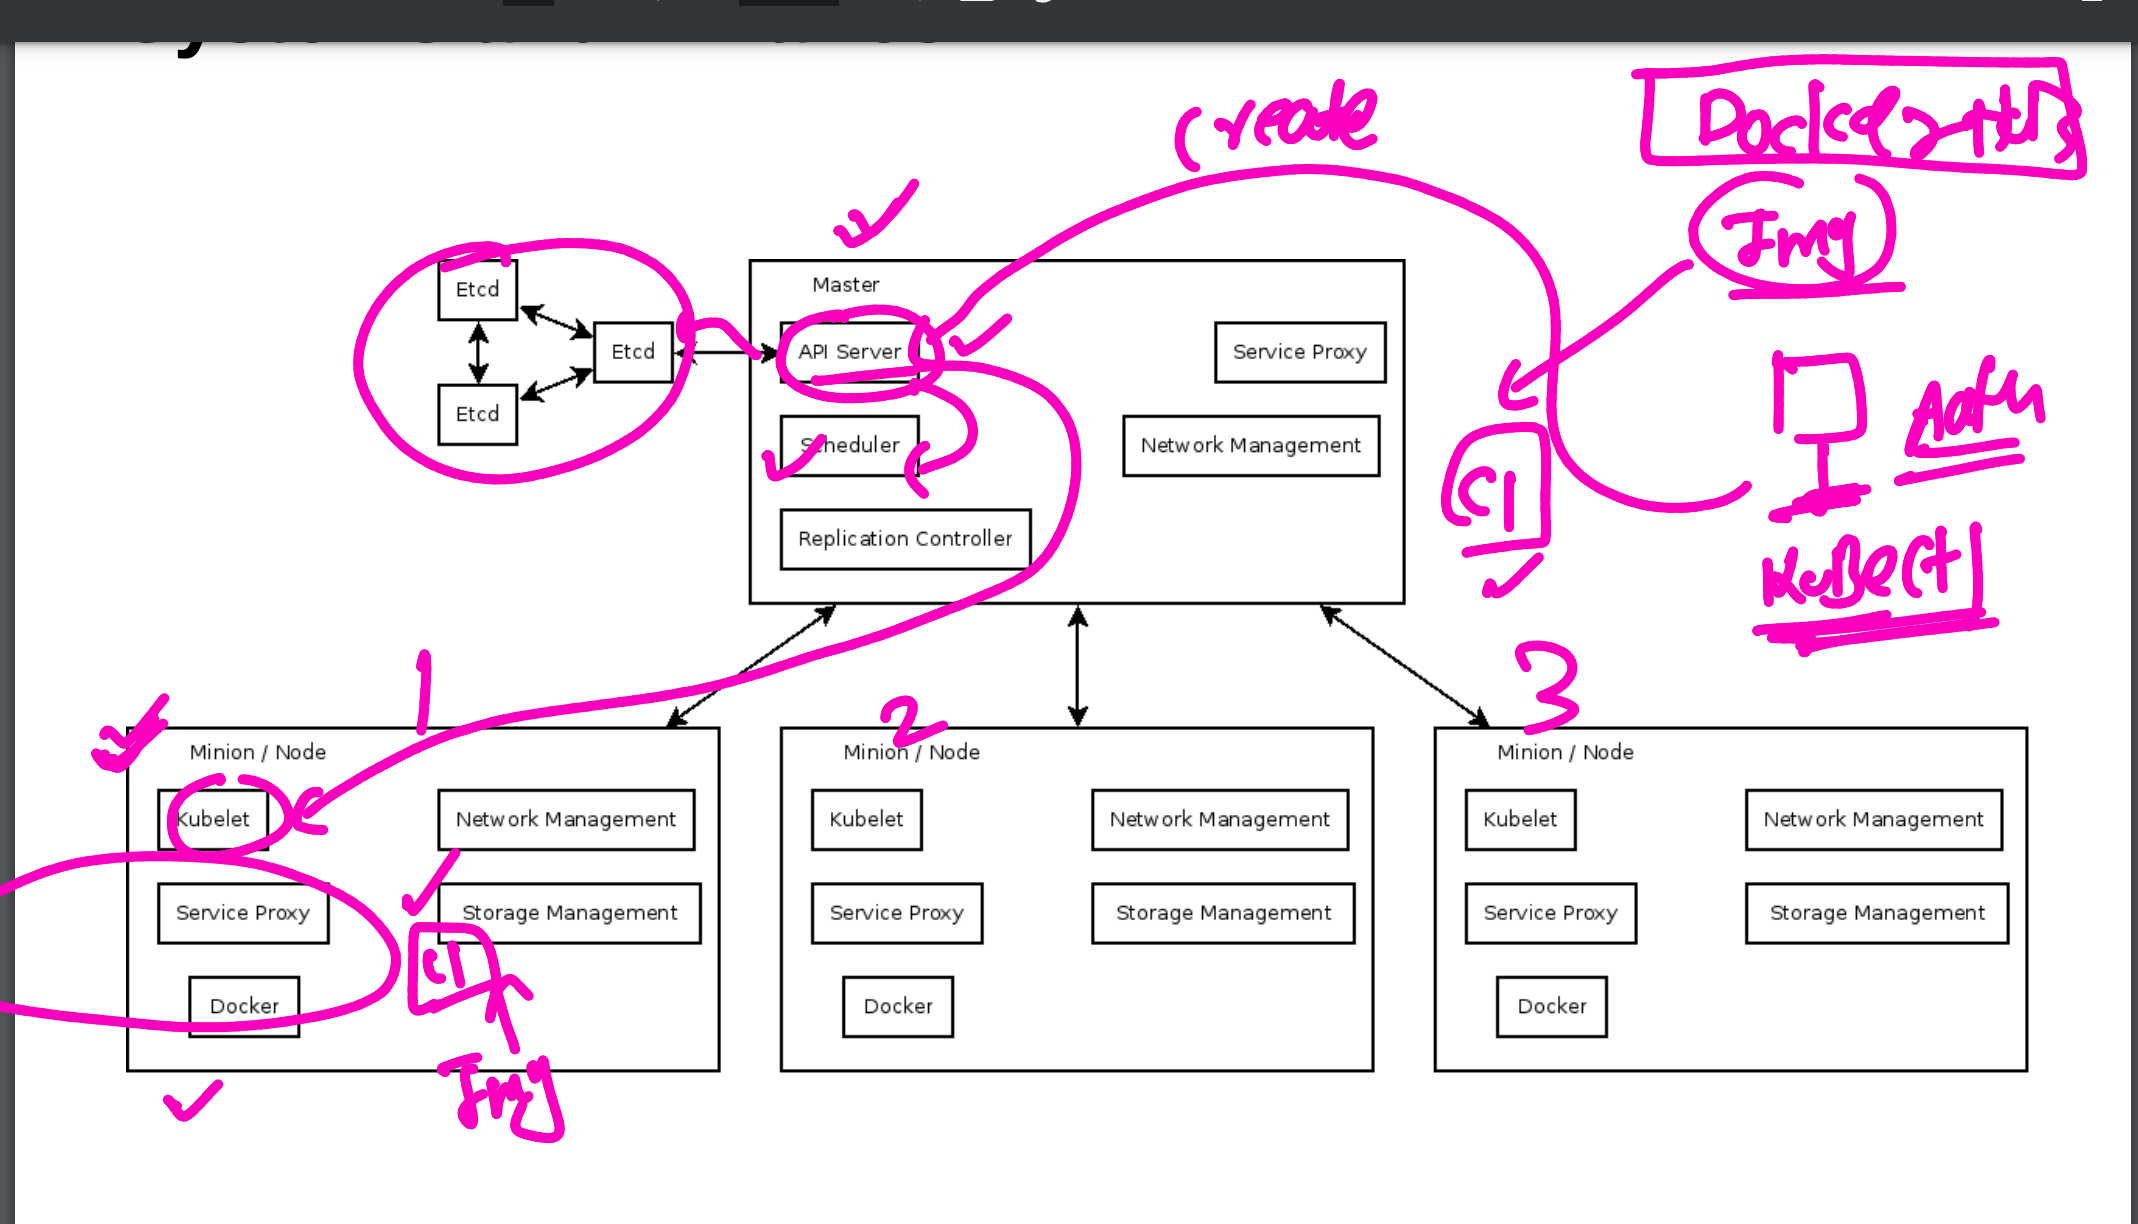 create
Img
Master
Etcd
API Server
Service Proxy
Etcd
Etcd
Scheduler
Network Management
C1
Replication Controller
Kubectl
1
2
3
Minion / Node
Kubelet
Network Management
Service Proxy
Storage Management
C1
Docker
Img
Minion / Node
Kubelet
Network Management
Service Proxy
Storage Management
Docker
Minion / Node
Kubelet
Network Management
Service Proxy
Storage Management
Docker